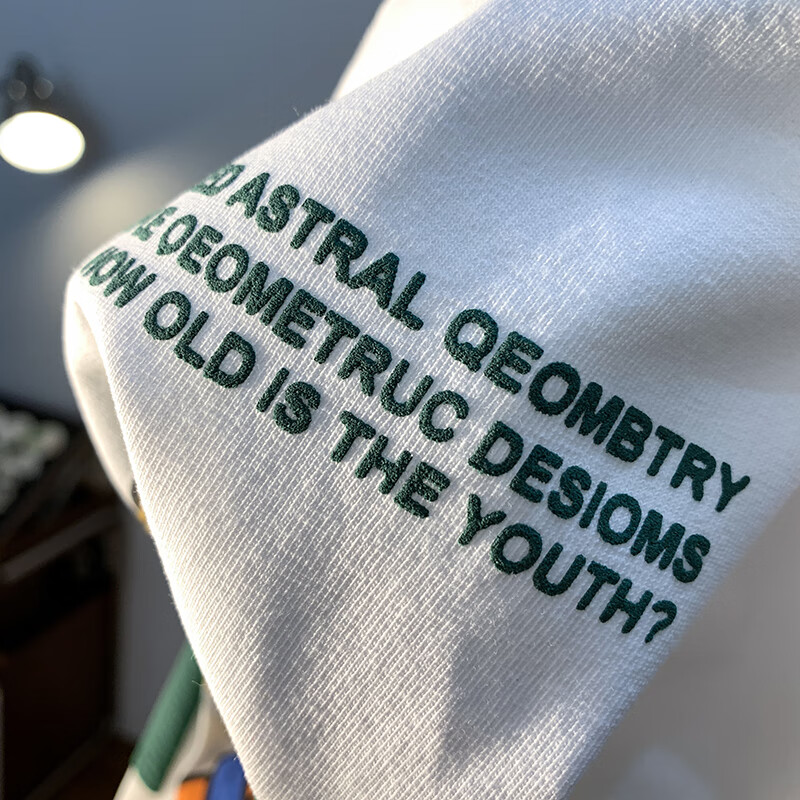 ASTRAL QEOMBTRY
QEOMETRUC DESIOMS
HOW OLD IS THE YOUTH?